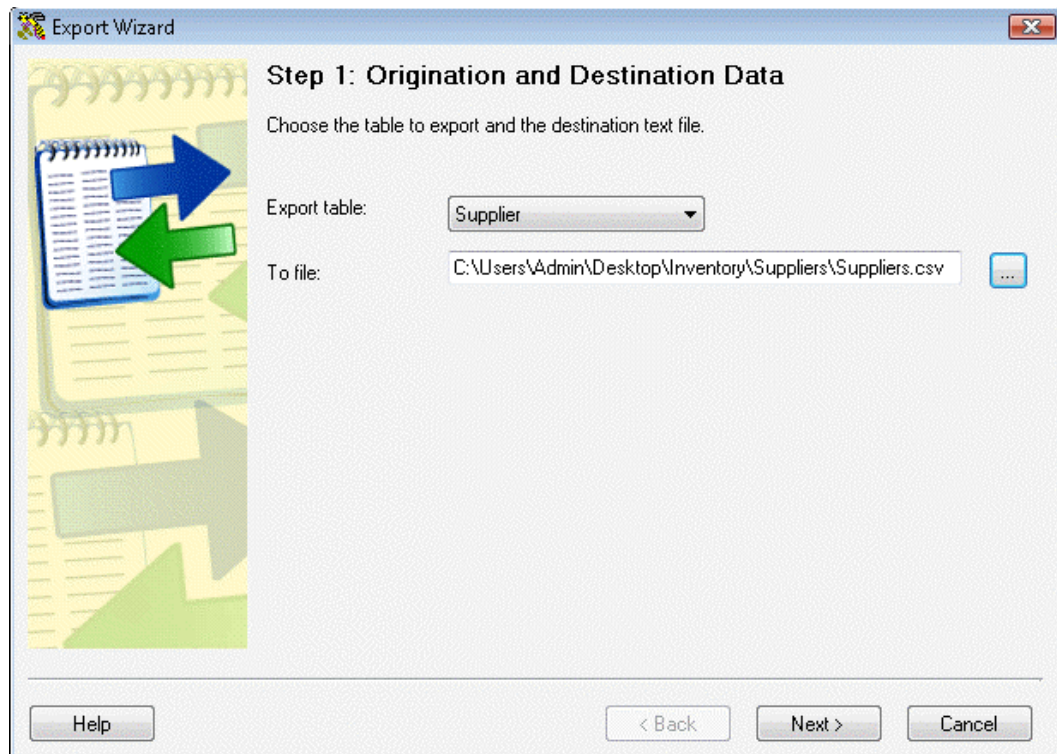 Export Wizard
Step 1: Origination and Destination Data
Choose the table to export and the destination text file.
Export table: Supplier
To file: C:\Users\Admin\Desktop\Inventory\Suppliers\Suppliers.csv ...
Help < Back Next > Cancel